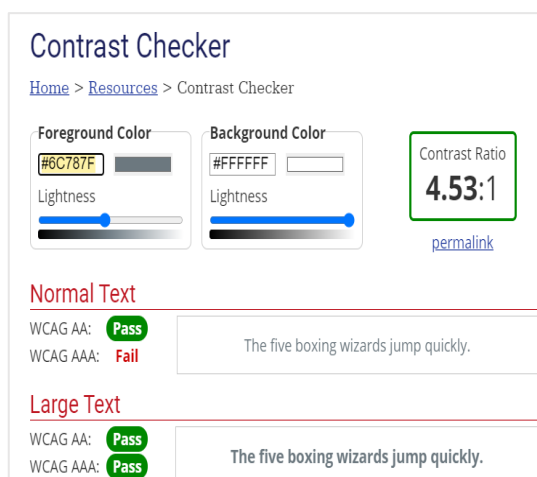 Contrast Checker
Home > Resources > Contrast Checker
Foreground Color
#6C787F
Lightness
Background Color
#FFFFFF
Lightness
Contrast Ratio
4.53:1
permalink
Normal Text
WCAG AA: Pass
WCAG AAA: Fail
The five boxing wizards jump quickly.
Large Text
WCAG AA: Pass
WCAG AAA: Pass
The five boxing wizards jump quickly.